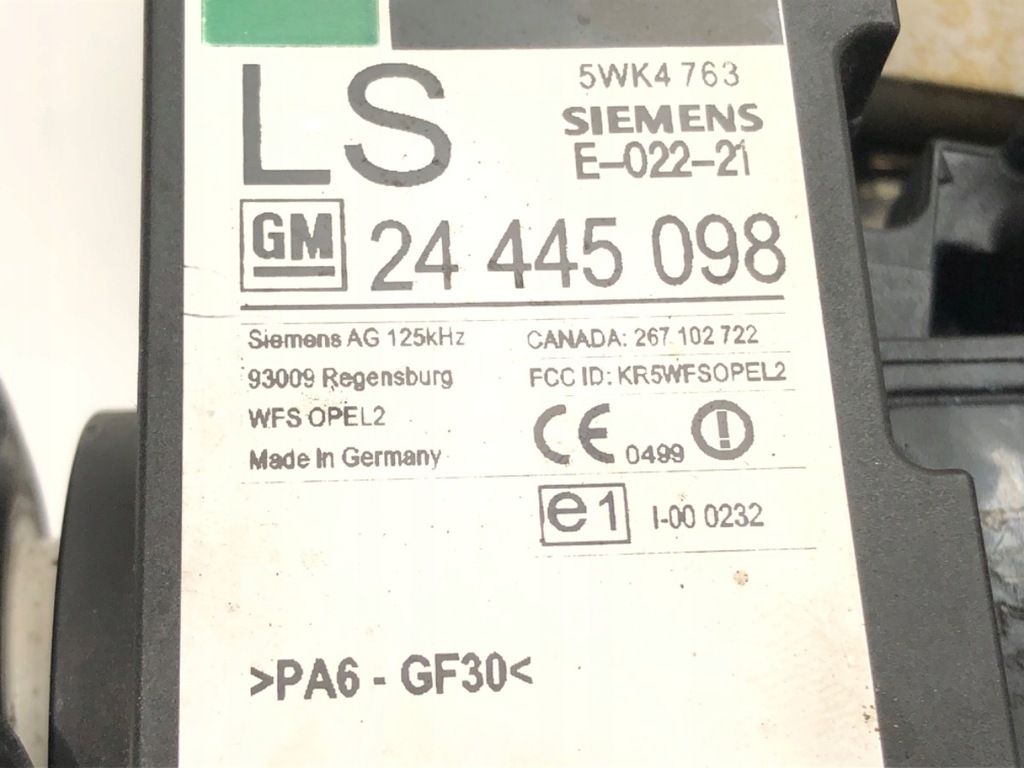 LS
5WK4 763
SIEMENS
E-022-21
GM 24 445 098
Siemens AG 125kHz
93009 Regensburg
WFS OPEL2
Made In Germany
CANADA: 267 102 722
FCC ID: KR5WFSOPEL2
CE 0499
e1 I-00 0232
>PA6 - GF30<